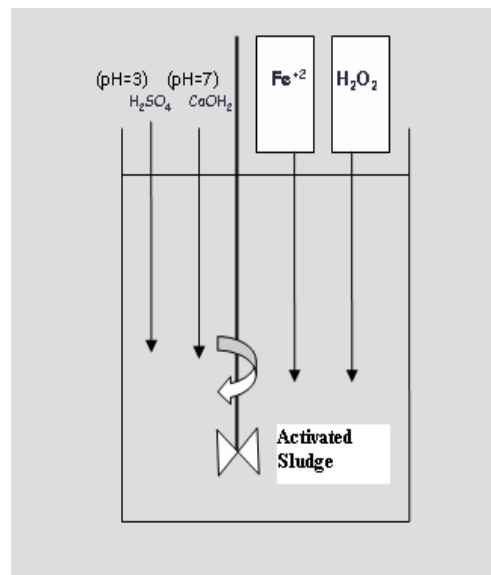 (pH=3) (pH=7)
H₂SO₄ CaOH₂
Fe⁺²
H₂O₂
Activated
Sludge